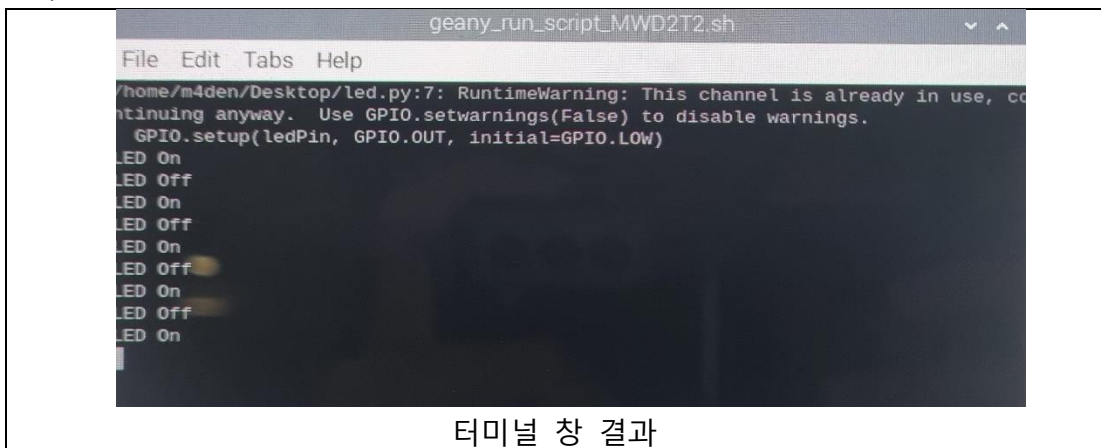 geany_run_script_MWD2T2.sh
File Edit Tabs Help
/home/m4den/Desktop/led.py:7: RuntimeWarning: This channel is already in use, co
ntinuing anyway.  Use GPIO.setwarnings(False) to disable warnings.
  GPIO.setup(ledPin, GPIO.OUT, initial=GPIO.LOW)
LED On
LED Off
LED On
LED Off
LED On
LED Off
LED On
LED Off
LED On
터미널 창 결과